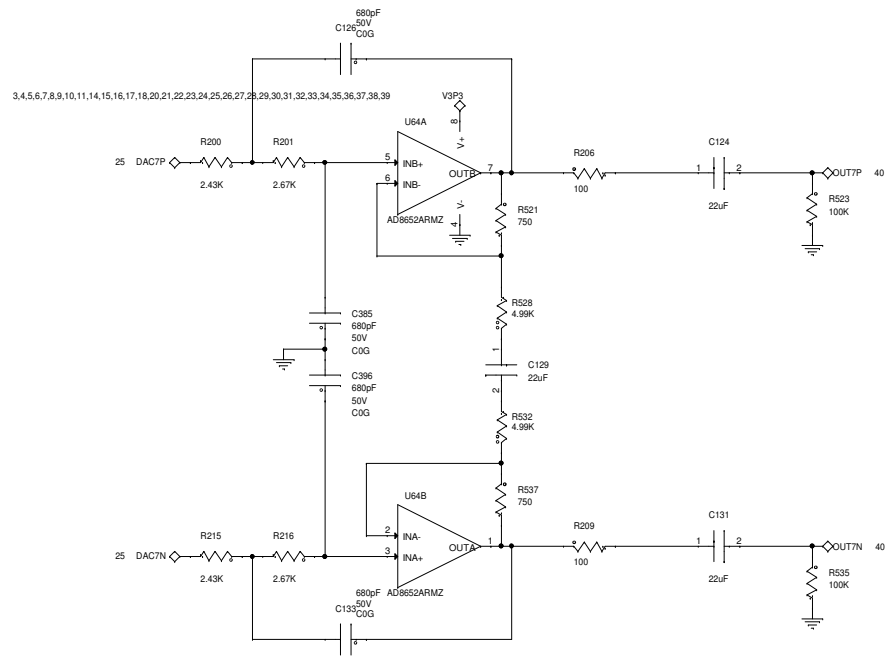 680pF
50V
C126 C0G
3,4,5,6,7,8,9,10,11,14,15,16,17,18,20,21,22,23,24,25,26,27,28,29,30,31,32,33,34,35,36,37,38,39
V3P3
8
V+
U64A
R200
R201
25 DAC7P
2.43K
2.67K
5 INB+
6 INB-
OUTB 7
V-
4
AD8652ARMZ
R206
100
C124
1 2
22uF
OUT7P 40
R523
100K
R521
750
R528
4.99K
C385
680pF
50V
C0G
C396
680pF
50V
C0G
1
C129
22uF
2
R532
4.99K
R537
750
U64B
2 INA-
3 INA+
OUTA 1
AD8652ARMZ
R215
R216
25 DAC7N
2.43K
2.67K
R209
100
C131
1 2
22uF
OUT7N 40
R535
100K
680pF
50V
C133 C0G